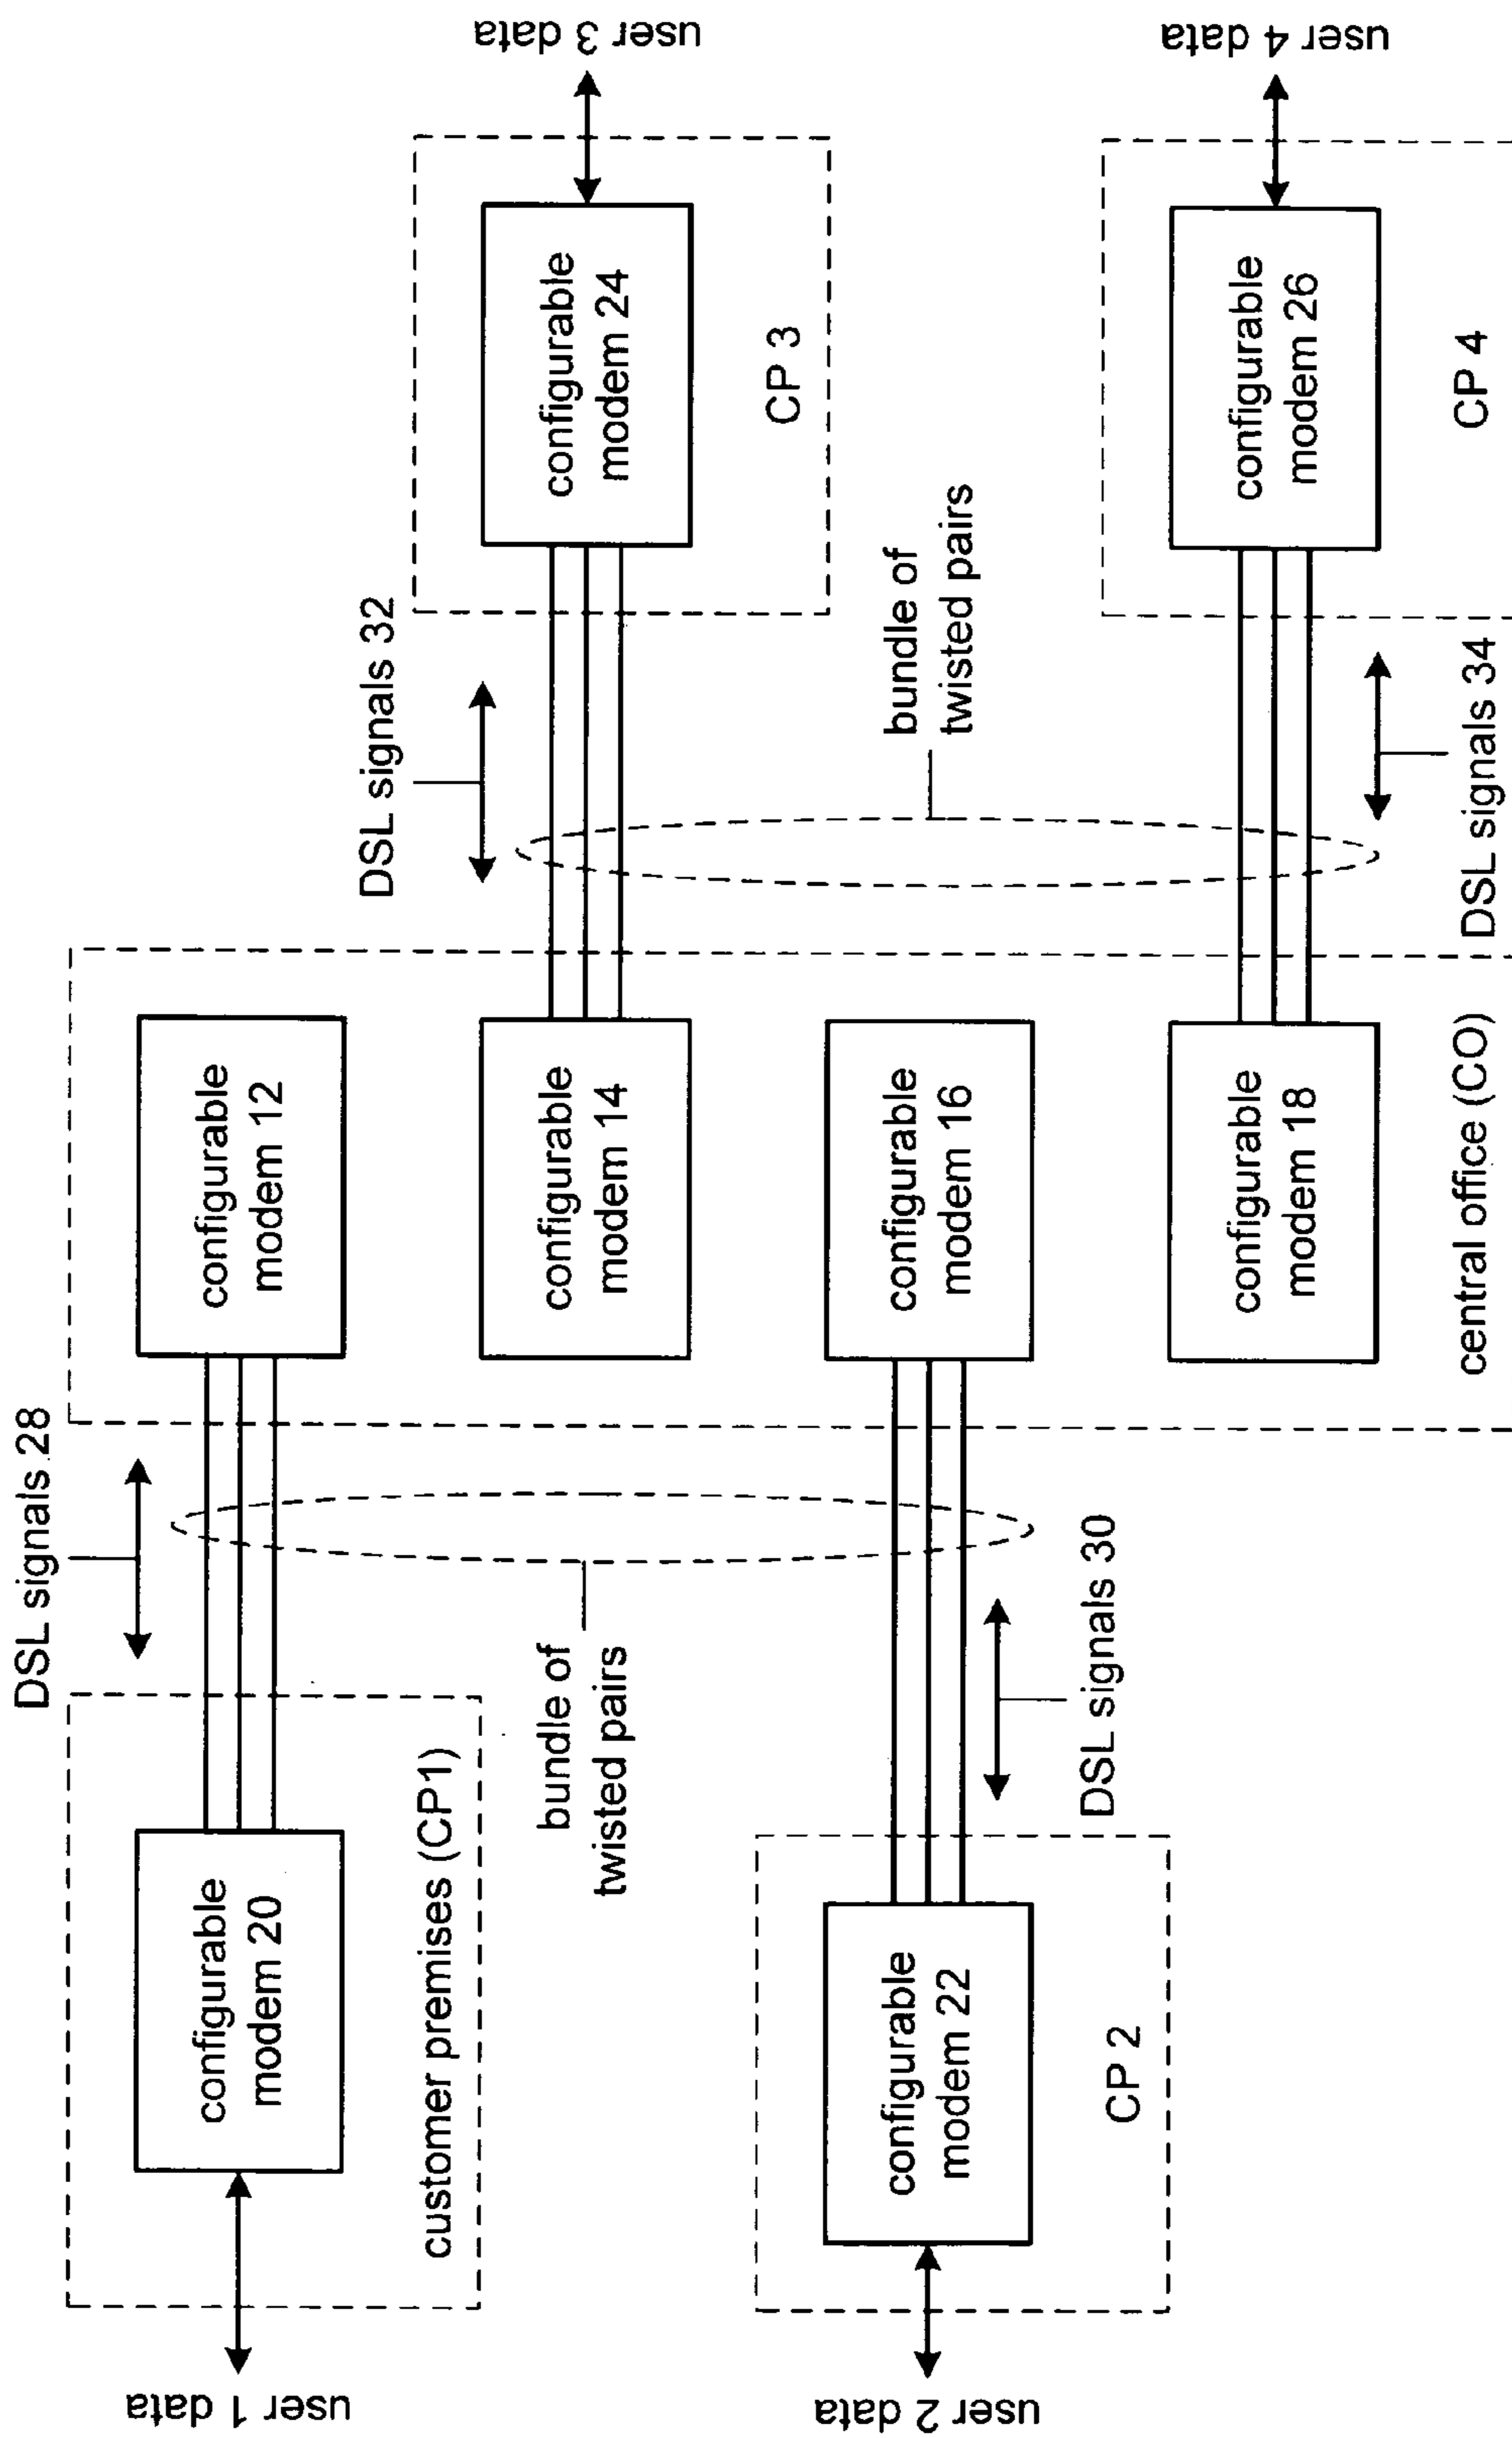 DSL signals 28
user 1 data
configurable
modem 20
customer premises (CP1)
bundle of
twisted pairs
configurable
modem 12
configurable
modem 14
DSL signals 32
configurable
modem 24
CP 3
user 3 data
user 2 data
configurable
modem 22
CP 2
DSL signals 30
configurable
modem 16
configurable
modem 18
central office (CO)
bundle of
twisted pairs
DSL signals 34
configurable
modem 26
CP 4
user 4 data